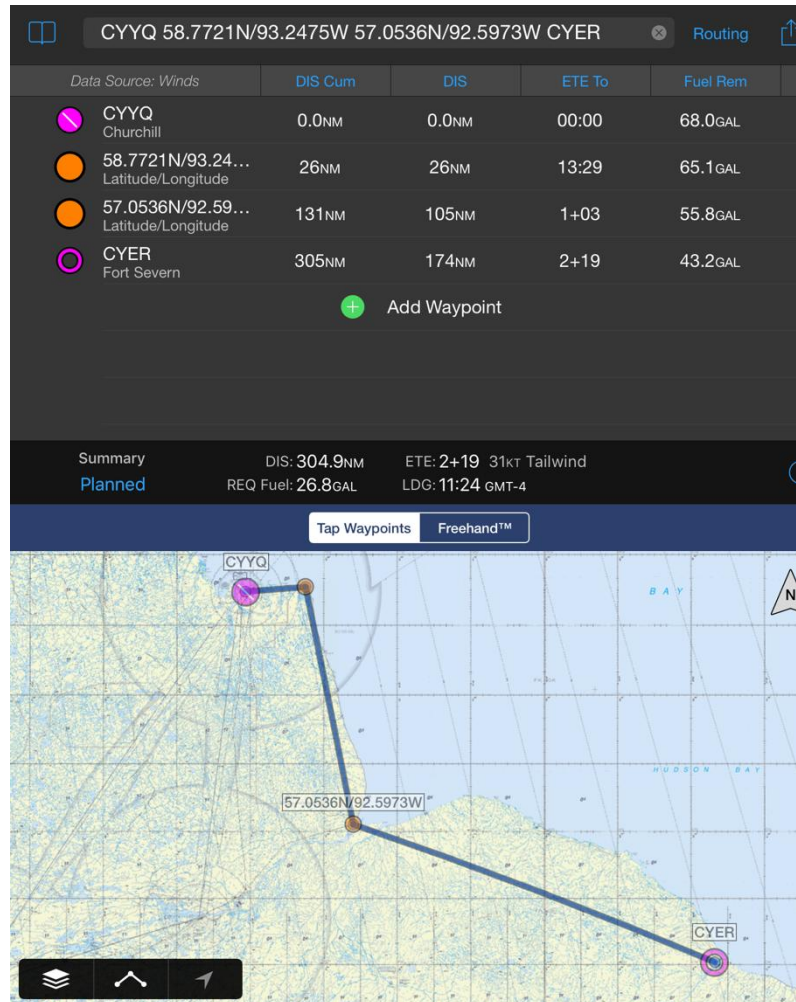 CYYQ 58.7721N/93.2475W 57.0536N/92.5973W CYER
Routing
Data Source: Winds DIS Cum DIS ETE To Fuel Rem
CYYQ 0.0NM 0.0NM 00:00 68.0GAL
Churchill
58.7721N/93.24... 26NM 26NM 13:29 65.1GAL
Latitude/Longitude
57.0536N/92.59... 131NM 105NM 1+03 55.8GAL
Latitude/Longitude
CYER 305NM 174NM 2+19 43.2GAL
Fort Severn
Add Waypoint
Summary DIS: 304.9NM ETE: 2+19 31KT Tailwind
Planned REQ Fuel: 26.8GAL LDG: 11:24 GMT-4
Tap Waypoints Freehand™
CYYQ
BAY
N
HUDSON BAY
57.0536N/92.5973W
CYER